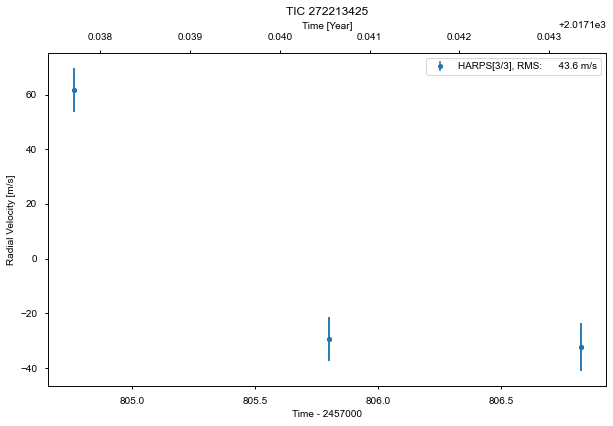 TIC 272213425
Time [Year]
+2.0171e3
0.038 0.039 0.040 0.041 0.042 0.043
HARPS[3/3], RMS: 43.6 m/s
60
40
20
0
−20
−40
Radial Velocity [m/s]
805.0 805.5 806.0 806.5
Time - 2457000